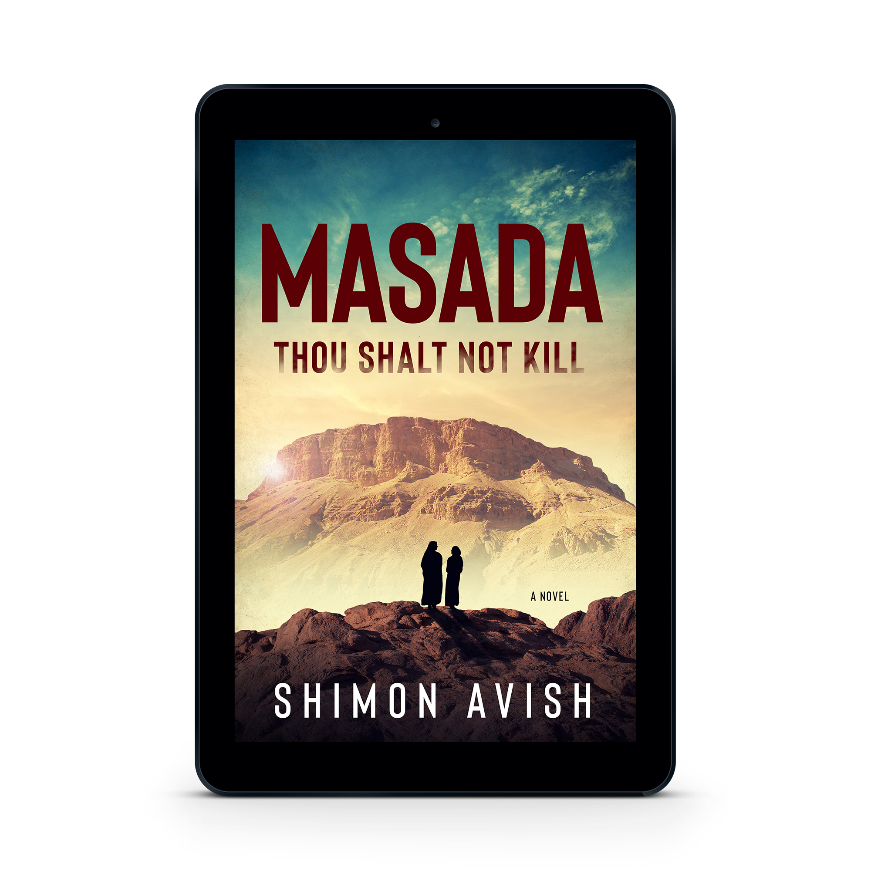 MASADA
THOU SHALT NOT KILL
A NOVEL
SHIMON AVISH